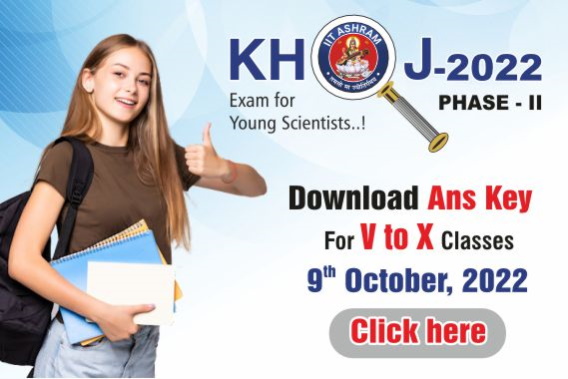 KHOJ-2022
IIT ASHRAM
PHASE - II
Exam for
Young Scientists..!
Download Ans Key
For V to X Classes
9th October, 2022
Click here